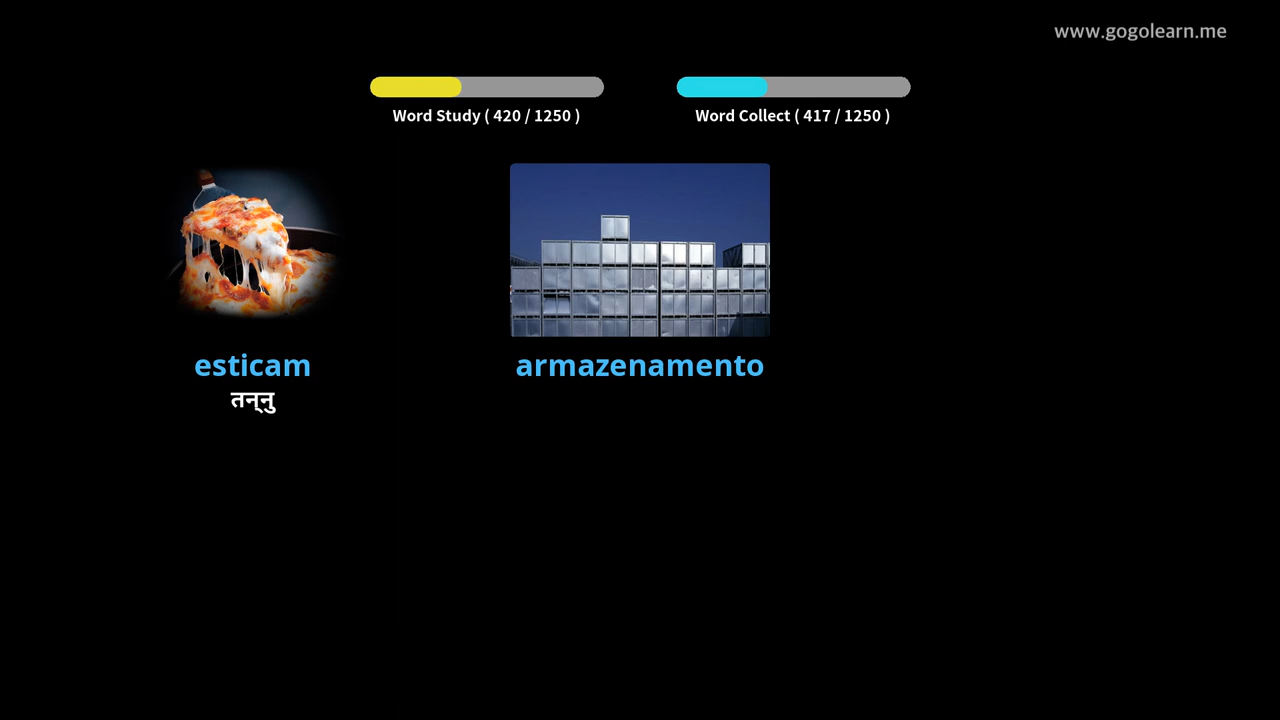 www.gogolearn.me
Word Study ( 420 / 1250 )
Word Collect ( 417 / 1250 )
esticam
तन्‍नु
armazenamento